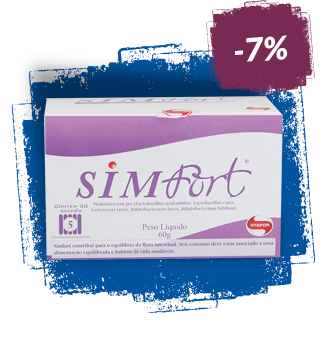 -7%
SIMfort®
Probiótico em pó (Lactobacillus acidophilus, Lactobacillus casei,
Lactococcus lactis, Bifidobacterium lactis, Bifidobacterium bifidum)
CONTÉM 30
SACHÊS
5
Peso Líquido
60g
VITAFOR
Simfort contribui para o equilíbrio da flora intestinal. Seu consumo deve estar associado a uma
alimentação equilibrada e hábitos de vida saudáveis.